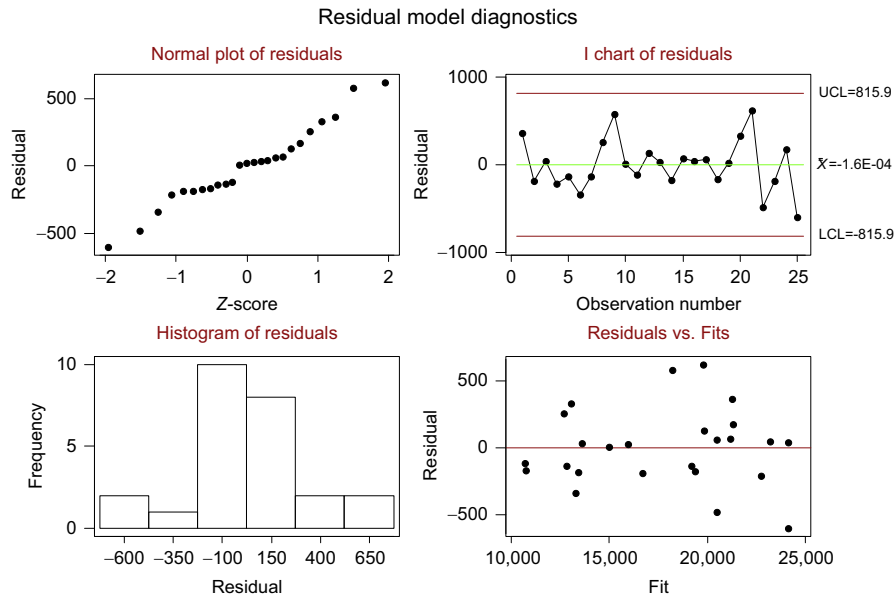 Residual model diagnostics
Normal plot of residuals
Residual
500
0
−500
−2
−1
0
1
2
Z-score
I chart of residuals
Residual
1000
0
−1000
UCL=815.9
X̄=-1.6E-04
LCL=-815.9
0
5
10
15
20
25
Observation number
Histogram of residuals
Frequency
10
5
0
−600
−350
−100
150
400
650
Residual
Residuals vs. Fits
Residual
500
0
−500
10,000
15,000
20,000
25,000
Fit